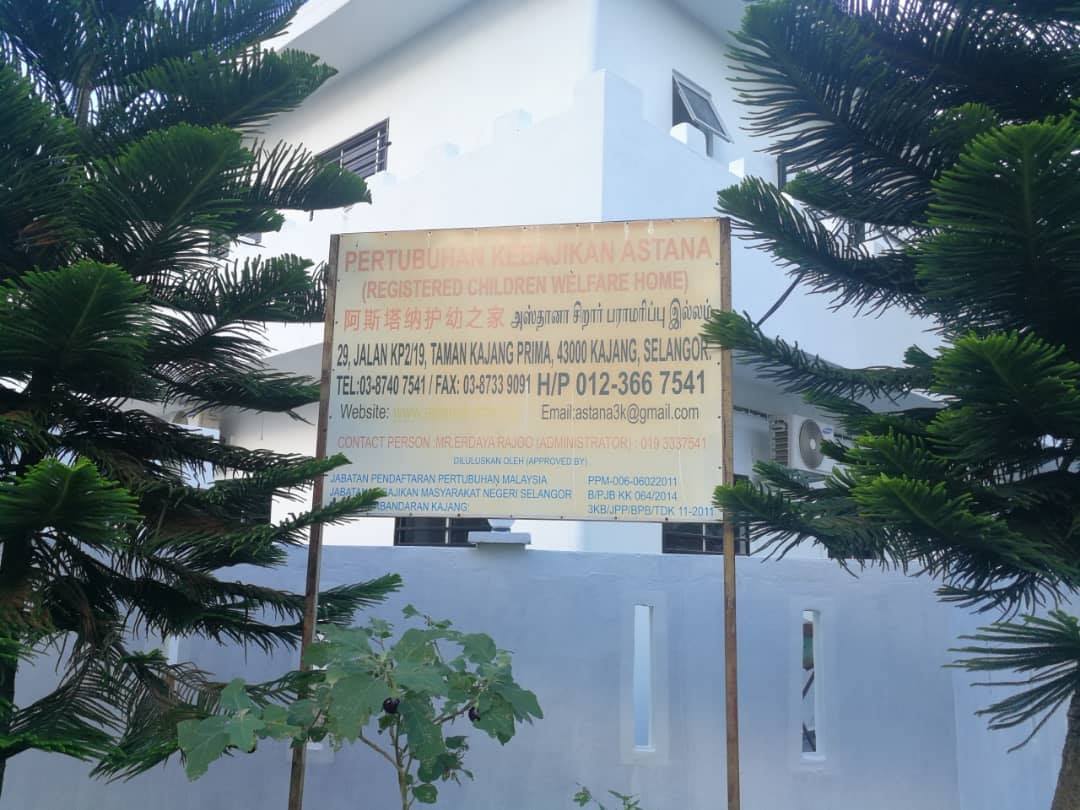 PERTUBUHAN KEBAJIKAN ASTANA
(REGISTERED CHILDREN WELFARE HOME)
阿斯塔纳护幼之家 அஸ்தானா சிறார் பராமரிப்பு இல்லம்
29, JALAN KP2/19, TAMAN KAJANG PRIMA, 43000 KAJANG, SELANGOR.
TEL:03-8740 7541 / FAX: 03-8733 9091 H/P 012-366 7541
Website: Email:astana3k@gmail.com
CONTACT PERSON :MR.ERDAYA RAJOO (ADMINISTRATOR) : 019 3337541
DILULUSKAN OLEH (APPROVED BY)
JABATAN PENDAFTARAN PERTUBUHAN MALAYSIA PPM-006-06022011
MASYARAKAT NEGERI SELANGOR B/PJB KK 064/2014
KAJANG: 3KB/JPP/BPB/TDK 11-2011